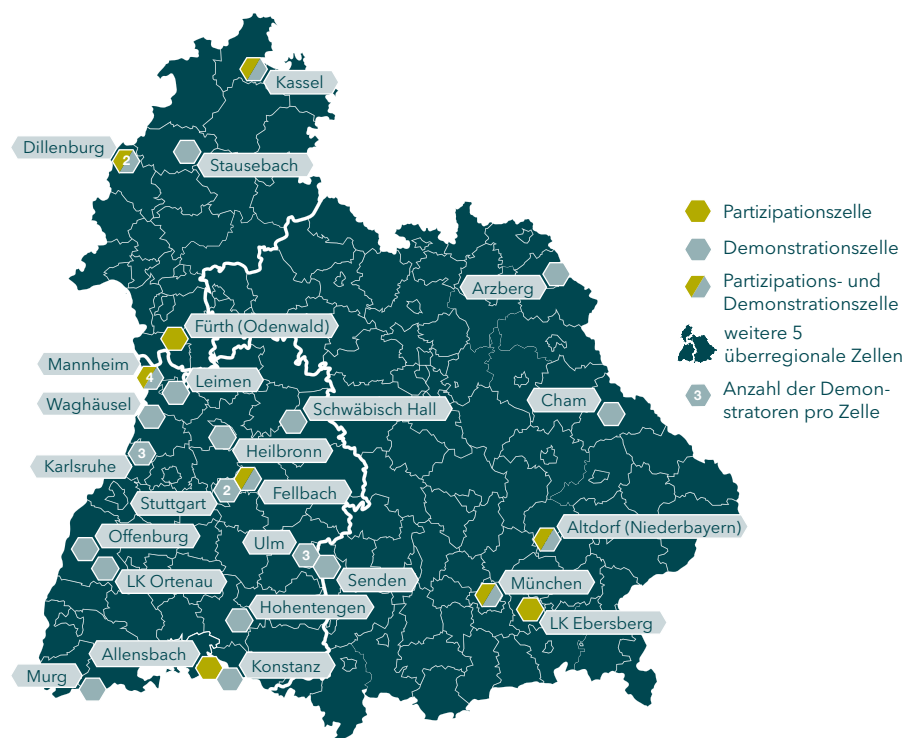 Kassel
Dillenburg
2
Stausebach
Partizipationszelle
Demonstrationszelle
Partizipations- und
Demonstrationszelle
weitere 5
überregionale Zellen
3
Anzahl der Demon-
stratoren pro Zelle
Arzberg
Fürth (Odenwald)
Mannheim
4
Leimen
Waghäusel
Schwäbisch Hall
Cham
Karlsruhe
3
Heilbronn
Stuttgart
2
Fellbach
Altdorf (Niederbayern)
Offenburg
Ulm
3
LK Ortenau
Senden
München
Hohentengen
LK Ebersberg
Allensbach
Konstanz
Murg